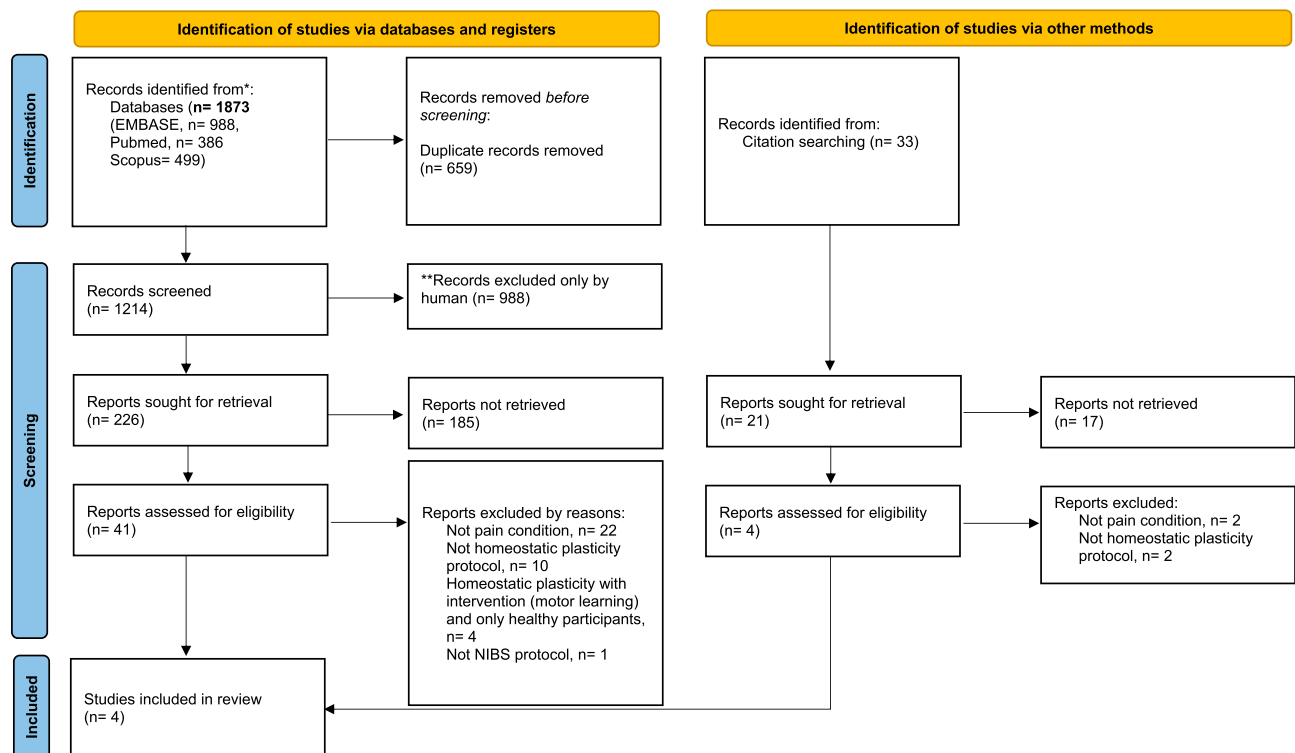 Identification of studies via databases and registers
Identification of studies via other methods
Identification
Records identified from*:
Databases (n= 1873
(EMBASE, n= 988,
Pubmed, n= 386
Scopus= 499)
Records removed before
screening:
Duplicate records removed
(n= 659)
Records identified from:
Citation searching (n= 33)
Screening
Records screened
(n= 1214)
**Records excluded only by
human (n= 988)
Reports sought for retrieval
(n= 226)
Reports not retrieved
(n= 185)
Reports sought for retrieval
(n= 21)
Reports not retrieved
(n= 17)
Reports assessed for eligibility
(n= 41)
Reports excluded by reasons:
Not pain condition, n= 22
Not homeostatic plasticity
protocol, n= 10
Homeostatic plasticity with
intervention (motor learning)
and only healthy participants,
n= 4
Not NIBS protocol, n= 1
Reports assessed for eligibility
(n= 4)
Reports excluded:
Not pain condition, n= 2
Not homeostatic plasticity
protocol, n= 2
Included
Studies included in review
(n= 4)